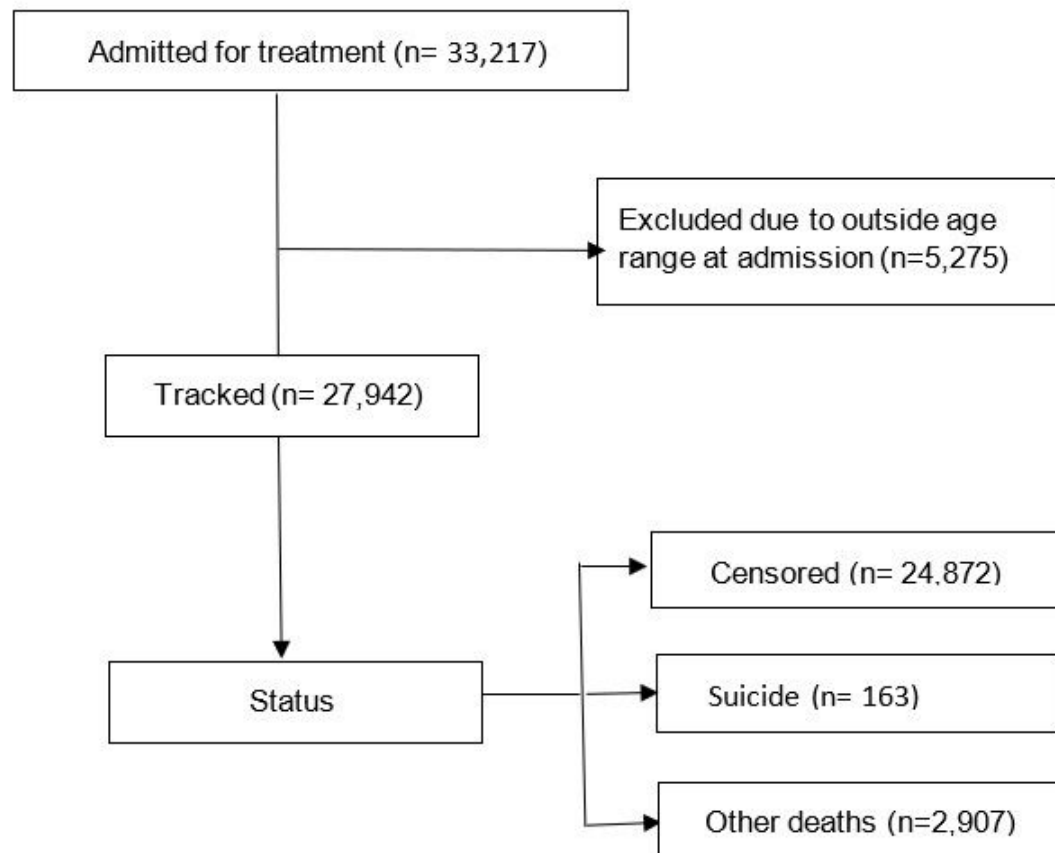 Admitted for treatment (n= 33,217)
Excluded due to outside age
range at admission (n=5,275)
Tracked (n= 27,942)
Censored (n= 24,872)
Status
Suicide (n= 163)
Other deaths (n=2,907)